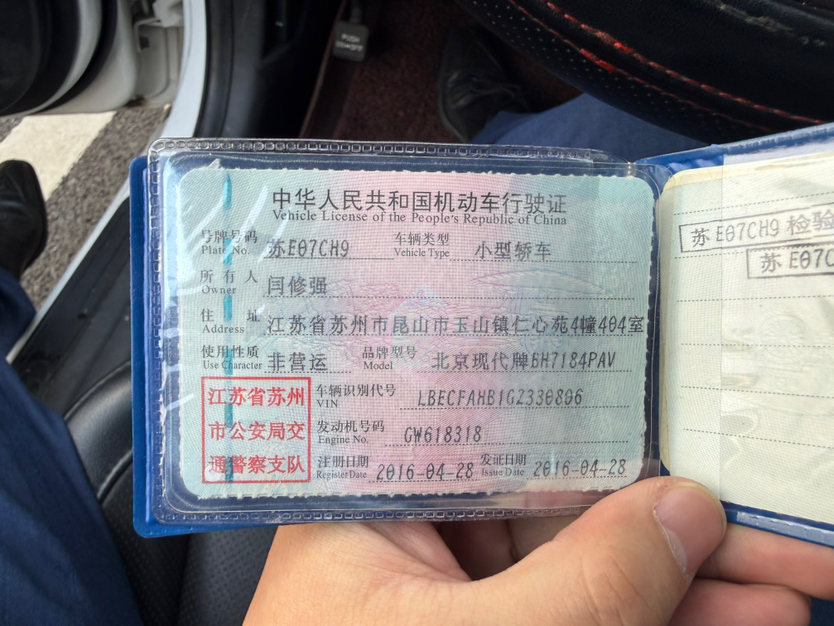 中华人民共和国机动车行驶证
Vehicle License of the People's Republic of China
号牌号码 苏E07CH9 车辆类型 小型轿车
Plate No. Vehicle Type
所有人 闫修强
Owner
住址 江苏省苏州市昆山市玉山镇仁心苑4幢404室
Address
使用性质 非营运 品牌型号 北京现代牌BH7184PAV
Use Character Model
江苏省苏州
市公安局交
通警察支队
车辆识别代号 LBECFAHB1GZ330806
VIN
发动机号码 GW618318
Engine No.
注册日期 2016-04-28 发证日期 2016-04-28
Register Date Issue Date
苏E07CH9 检验
苏E07C